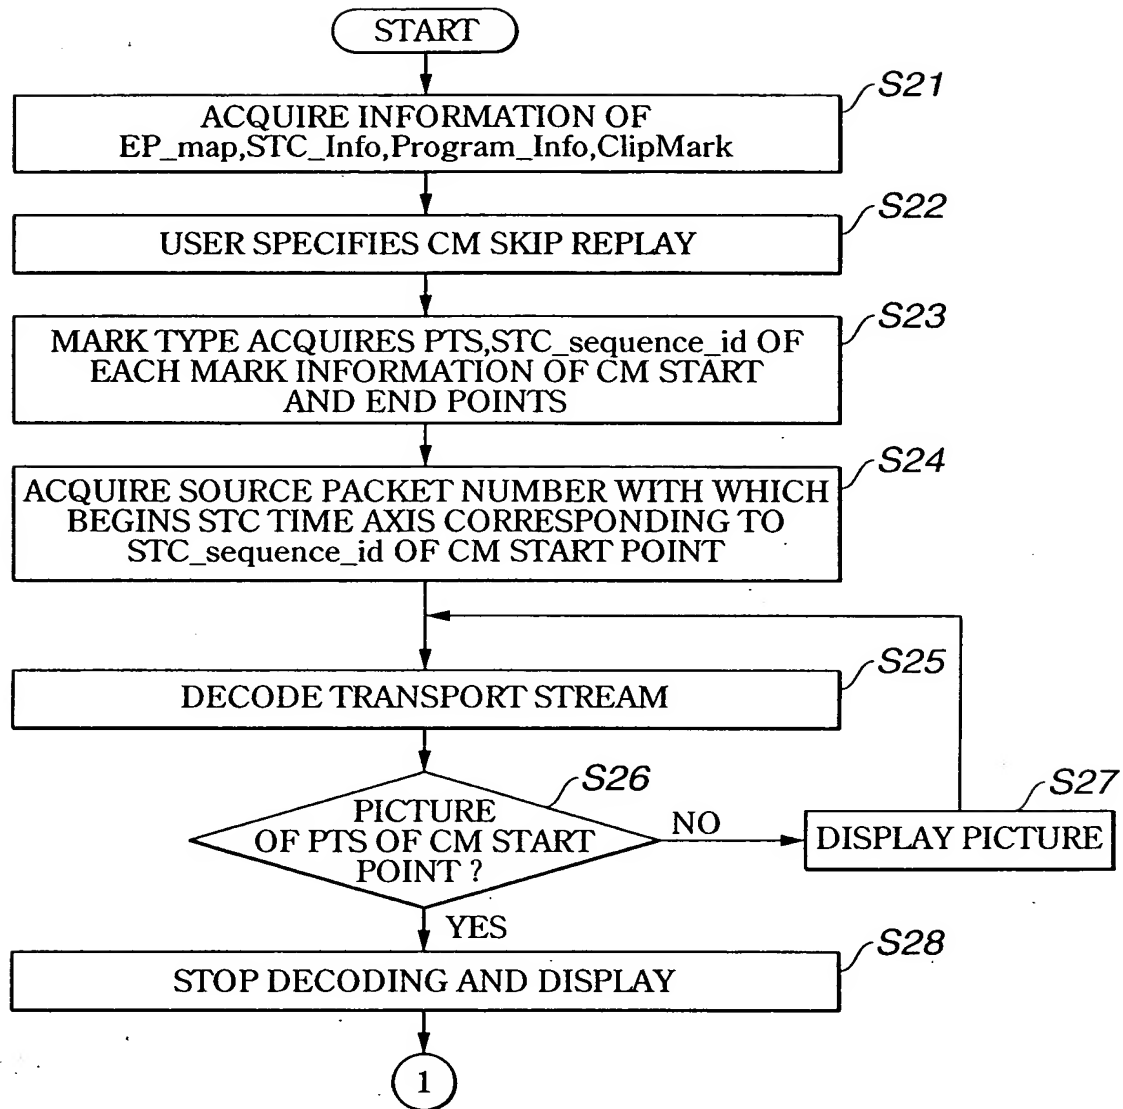 START
S21
ACQUIRE INFORMATION OF
EP_map,STC_Info,Program_Info,ClipMark
S22
USER SPECIFIES CM SKIP REPLAY
S23
MARK TYPE ACQUIRES PTS,STC_sequence_id OF
EACH MARK INFORMATION OF CM START
AND END POINTS
S24
ACQUIRE SOURCE PACKET NUMBER WITH WHICH
BEGINS STC TIME AXIS CORRESPONDING TO
STC_sequence_id OF CM START POINT
S25
DECODE TRANSPORT STREAM
S26
PICTURE
OF PTS OF CM START
POINT ?
NO
S27
DISPLAY PICTURE
YES
S28
STOP DECODING AND DISPLAY
1